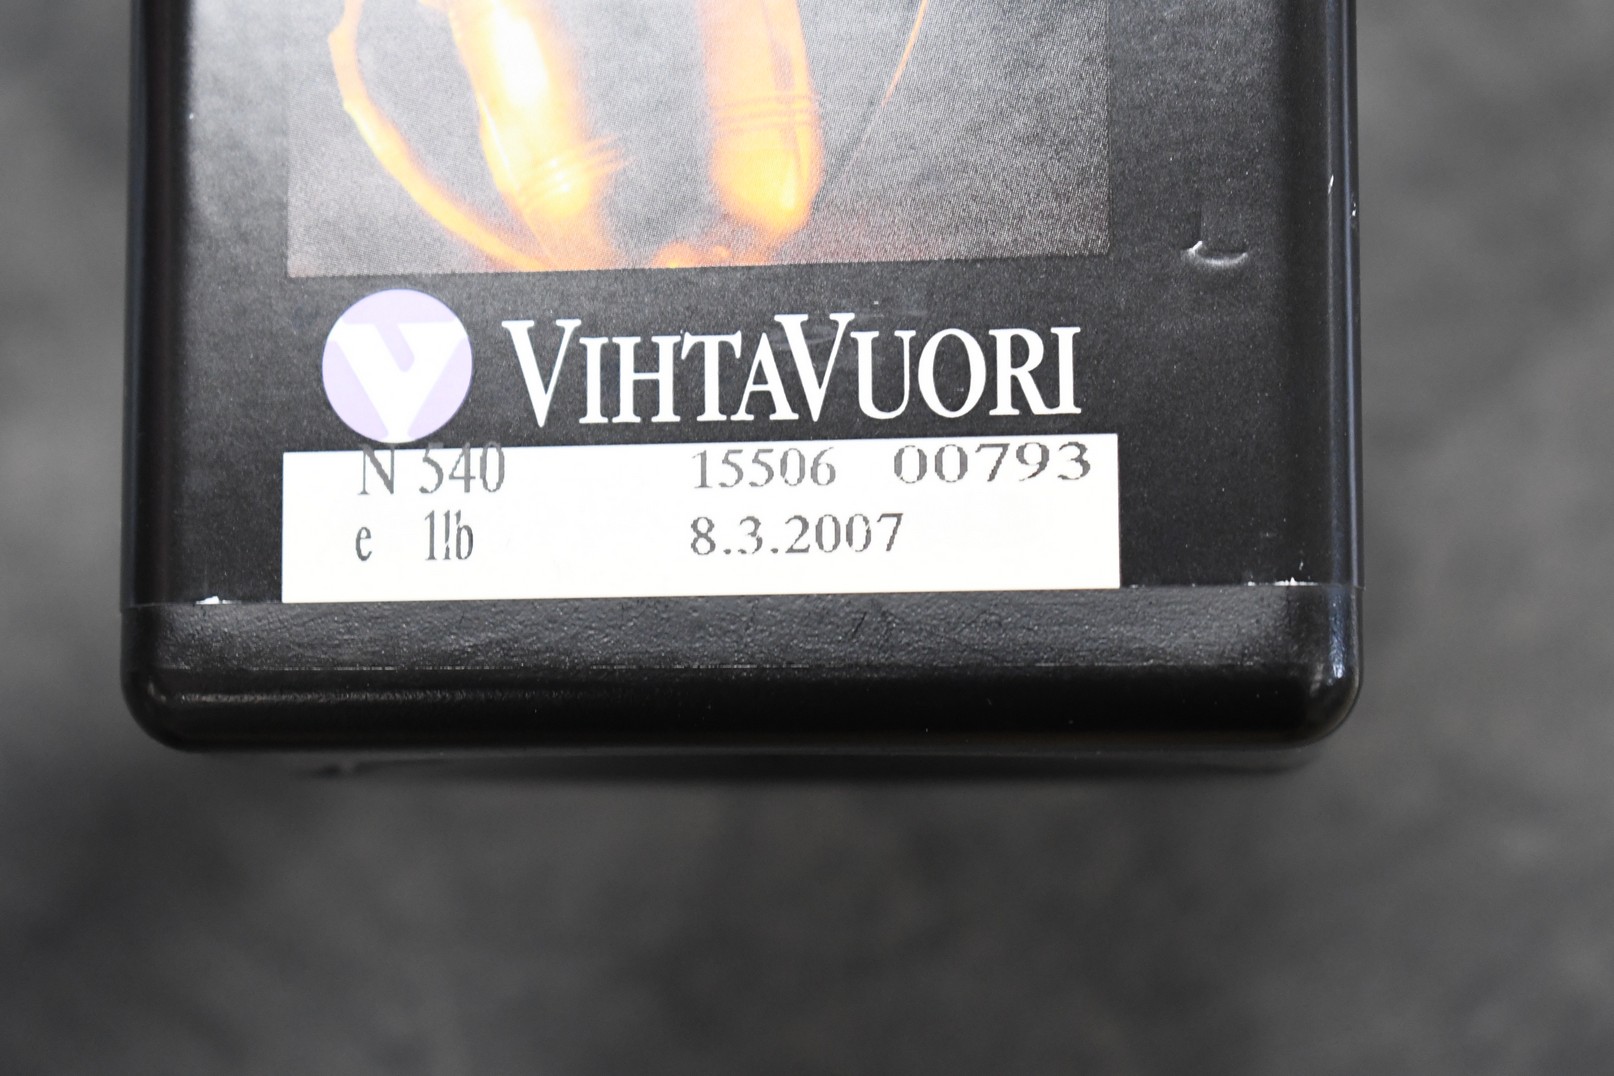 V VIHTAVUORI
N 540 15506 00793
e 1lb 8.3.2007